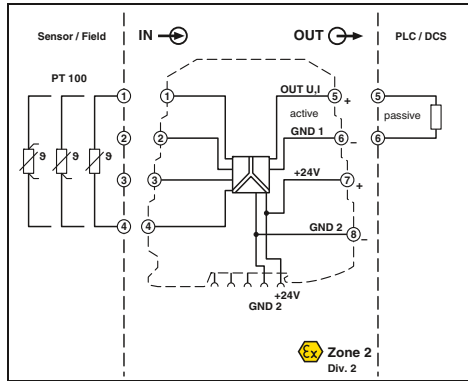 Sensor / Field
IN
OUT
PLC / DCS
PT 100
1
2
3
4
ϑ
ϑ
ϑ
1
2
3
4
OUT U,I
5
+
active
GND 1
6
–
+24V
7
+
GND 2
8
–
5
passive
6
+24V
GND 2
Ex
Zone 2
Div. 2